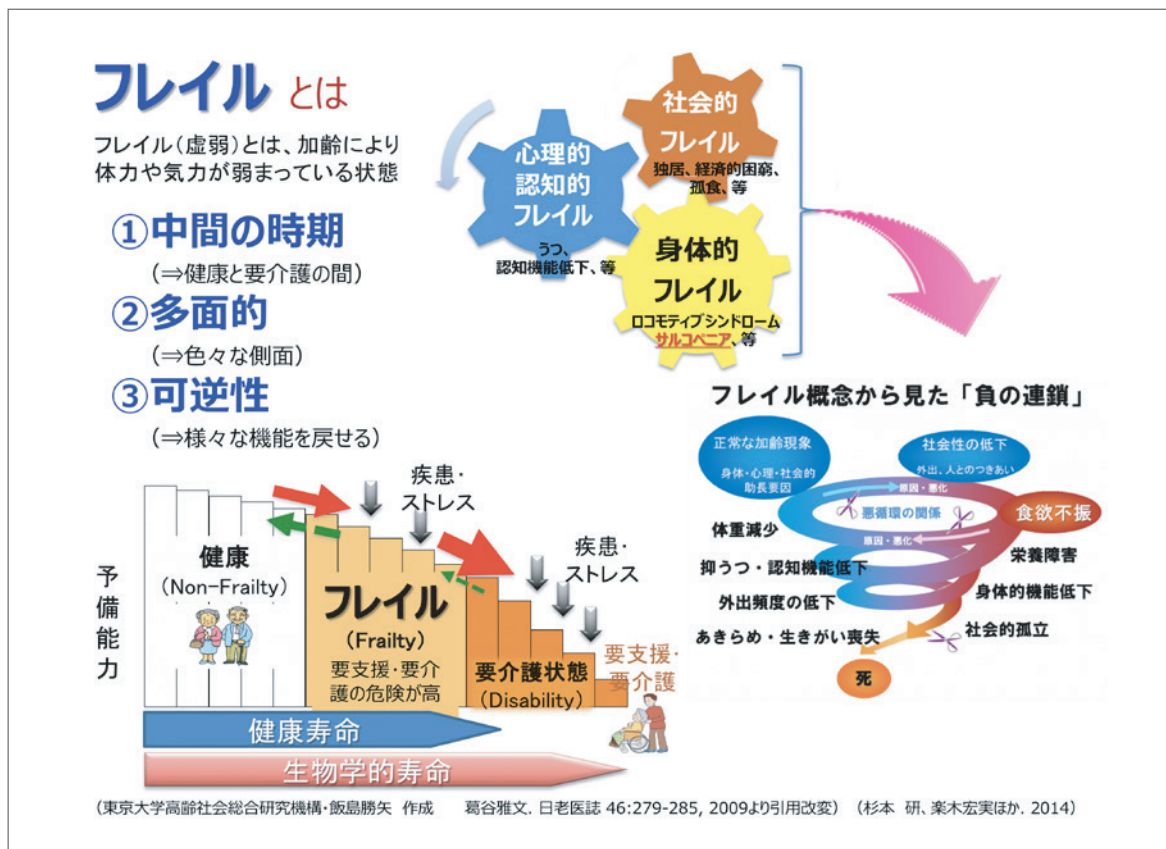 フレイル とは
フレイル(虚弱)とは、加齢により
体力や気力が弱まっている状態
①中間の時期
(⇒健康と要介護の間)
②多面的
(⇒色々な側面)
③可逆性
(⇒様々な機能を戻せる)
心理的
認知的
フレイル
うつ、
認知機能低下、等
社会的
フレイル
独居、経済的困窮、
孤食、等
身体的
フレイル
ロコモティブシンドローム
サルコペニア、等
フレイル概念から見た「負の連鎖」
正常な加齢現象
身体・心理・社会的
助長要因
社会性の低下
外出、人とのつきあい
原因・悪化
悪循環の関係
原因・悪化
食欲不振
体重減少
栄養障害
抑うつ・認知機能低下
身体的機能低下
外出頻度の低下
社会的孤立
あきらめ・生きがい喪失
死
疾患・
ストレス
疾患・
ストレス
予備能力
健康
(Non-Frailty)
フレイル
(Frailty)
要支援・要介
護の危険が高
要介護状態
(Disability)
要支援・
要介護
健康寿命
生物学的寿命
(東京大学高齢社会総合研究機構・飯島勝矢 作成 葛谷雅文. 日老医誌 46:279-285, 2009より引用改変) (杉本 研、楽木宏実ほか. 2014)